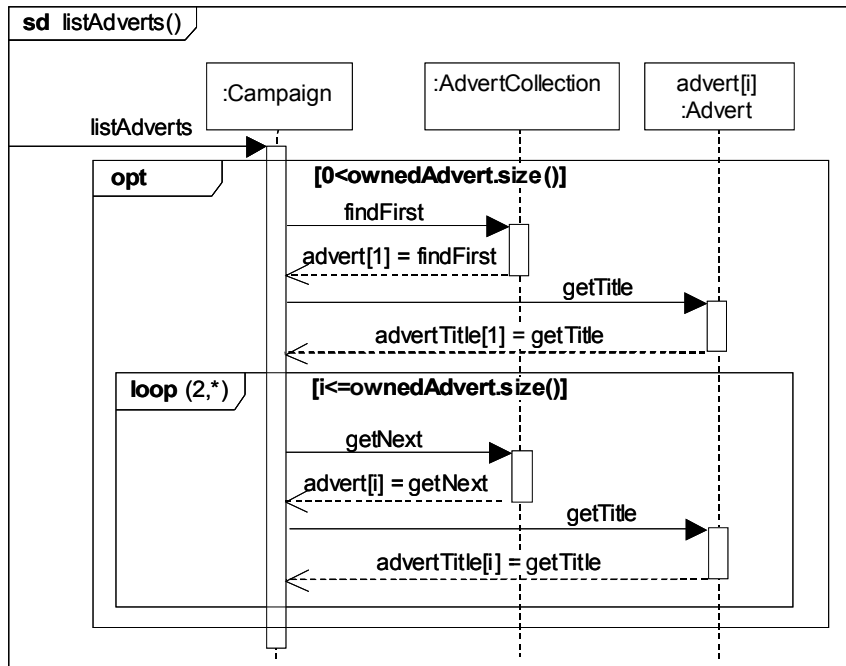 sd listAdverts()
:Campaign
:AdvertCollection
advert[i]
:Advert
listAdverts
opt
[0<ownedAdvert.size()]
findFirst
advert[1] = findFirst
getTitle
advertTitle[1] = getTitle
loop (2,*)
[i<=ownedAdvert.size()]
getNext
advert[i] = getNext
getTitle
advertTitle[i] = getTitle